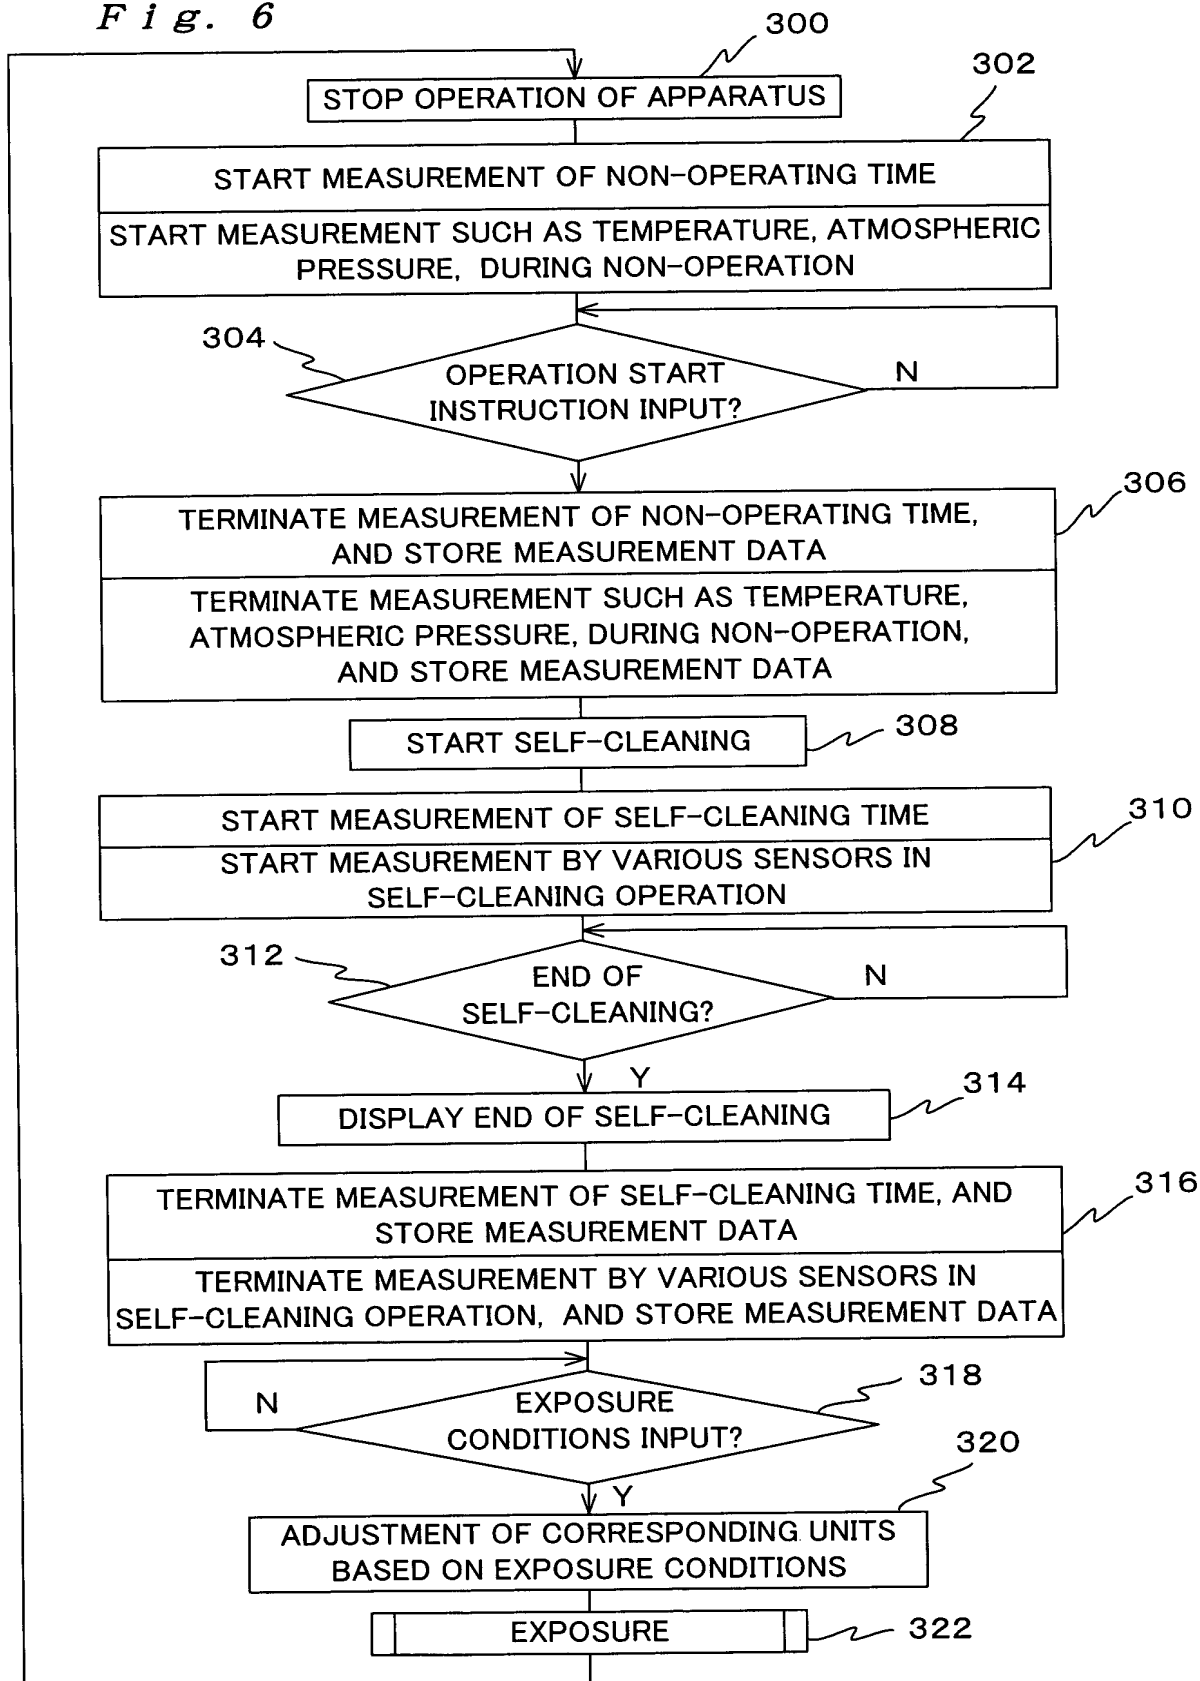 Fig. 6
300
STOP OPERATION OF APPARATUS
302
START MEASUREMENT OF NON-OPERATING TIME
START MEASUREMENT SUCH AS TEMPERATURE, ATMOSPHERIC
PRESSURE, DURING NON-OPERATION
304
OPERATION START
INSTRUCTION INPUT?
N
306
TERMINATE MEASUREMENT OF NON-OPERATING TIME,
AND STORE MEASUREMENT DATA
TERMINATE MEASUREMENT SUCH AS TEMPERATURE,
ATMOSPHERIC PRESSURE, DURING NON-OPERATION,
AND STORE MEASUREMENT DATA
START SELF-CLEANING
308
START MEASUREMENT OF SELF-CLEANING TIME
310
START MEASUREMENT BY VARIOUS SENSORS IN
SELF-CLEANING OPERATION
312
END OF
SELF-CLEANING?
N
Y
314
DISPLAY END OF SELF-CLEANING
TERMINATE MEASUREMENT OF SELF-CLEANING TIME, AND
STORE MEASUREMENT DATA
316
TERMINATE MEASUREMENT BY VARIOUS SENSORS IN
SELF-CLEANING OPERATION, AND STORE MEASUREMENT DATA
318
N
EXPOSURE
CONDITIONS INPUT?
320
Y
ADJUSTMENT OF CORRESPONDING UNITS
BASED ON EXPOSURE CONDITIONS
EXPOSURE
322